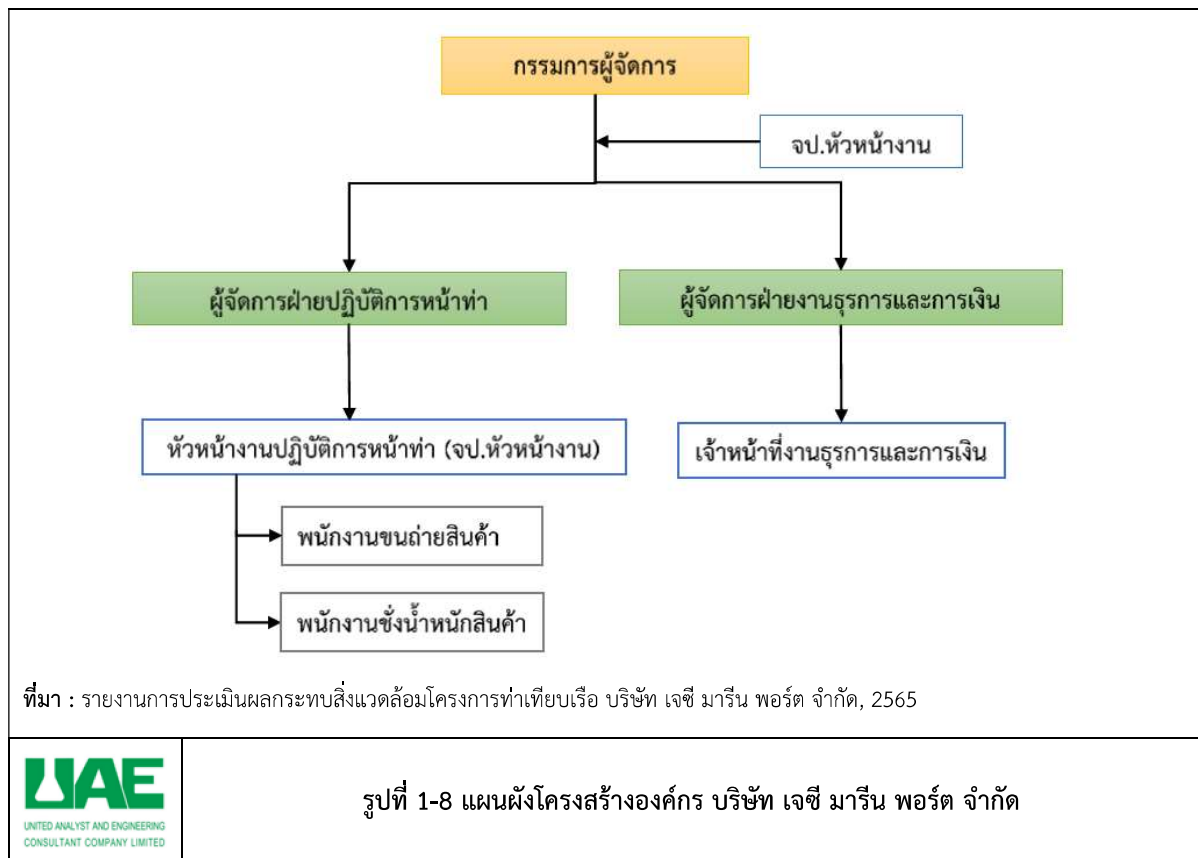 กรรมการผู้จัดการ
จป.หัวหน้างาน
ผู้จัดการฝ่ายปฏิบัติการหน้าท่า
ผู้จัดการฝ่ายงานธุรการและการเงิน
หัวหน้างานปฏิบัติการหน้าท่า (จป.หัวหน้างาน)
เจ้าหน้าที่งานธุรการและการเงิน
พนักงานขนถ่ายสินค้า
พนักงานชั่งน้ำหนักสินค้า
ที่มา : รายงานการประเมินผลกระทบสิ่งแวดล้อมโครงการท่าเทียบเรือ บริษัท เจซี มารีน พอร์ต จำกัด, 2565
UAE
UNITED ANALYST AND ENGINEERING
CONSULTANT COMPANY LIMITED
รูปที่ 1-8 แผนผังโครงสร้างองค์กร บริษัท เจซี มารีน พอร์ต จำกัด